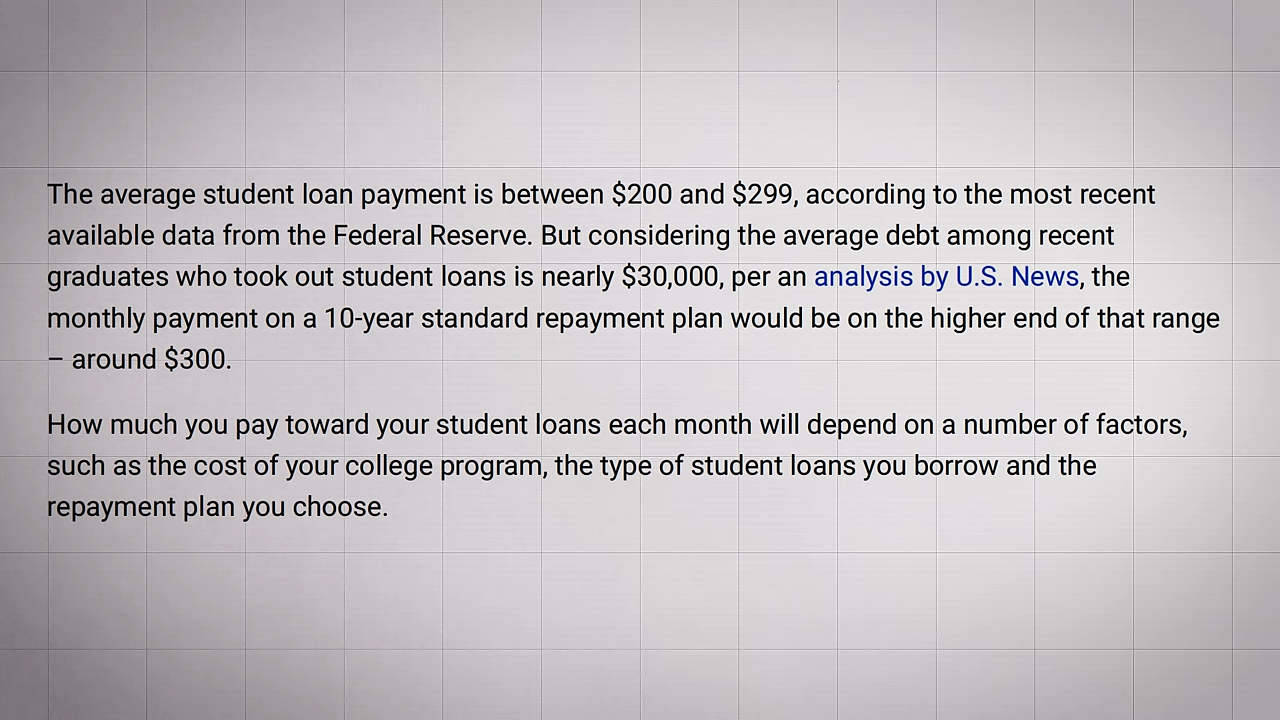 The average student loan payment is between $200 and $299, according to the most recent
available data from the Federal Reserve. But considering the average debt among recent
graduates who took out student loans is nearly $30,000, per an analysis by U.S. News, the
monthly payment on a 10-year standard repayment plan would be on the higher end of that range
– around $300.
How much you pay toward your student loans each month will depend on a number of factors,
such as the cost of your college program, the type of student loans you borrow and the
repayment plan you choose.